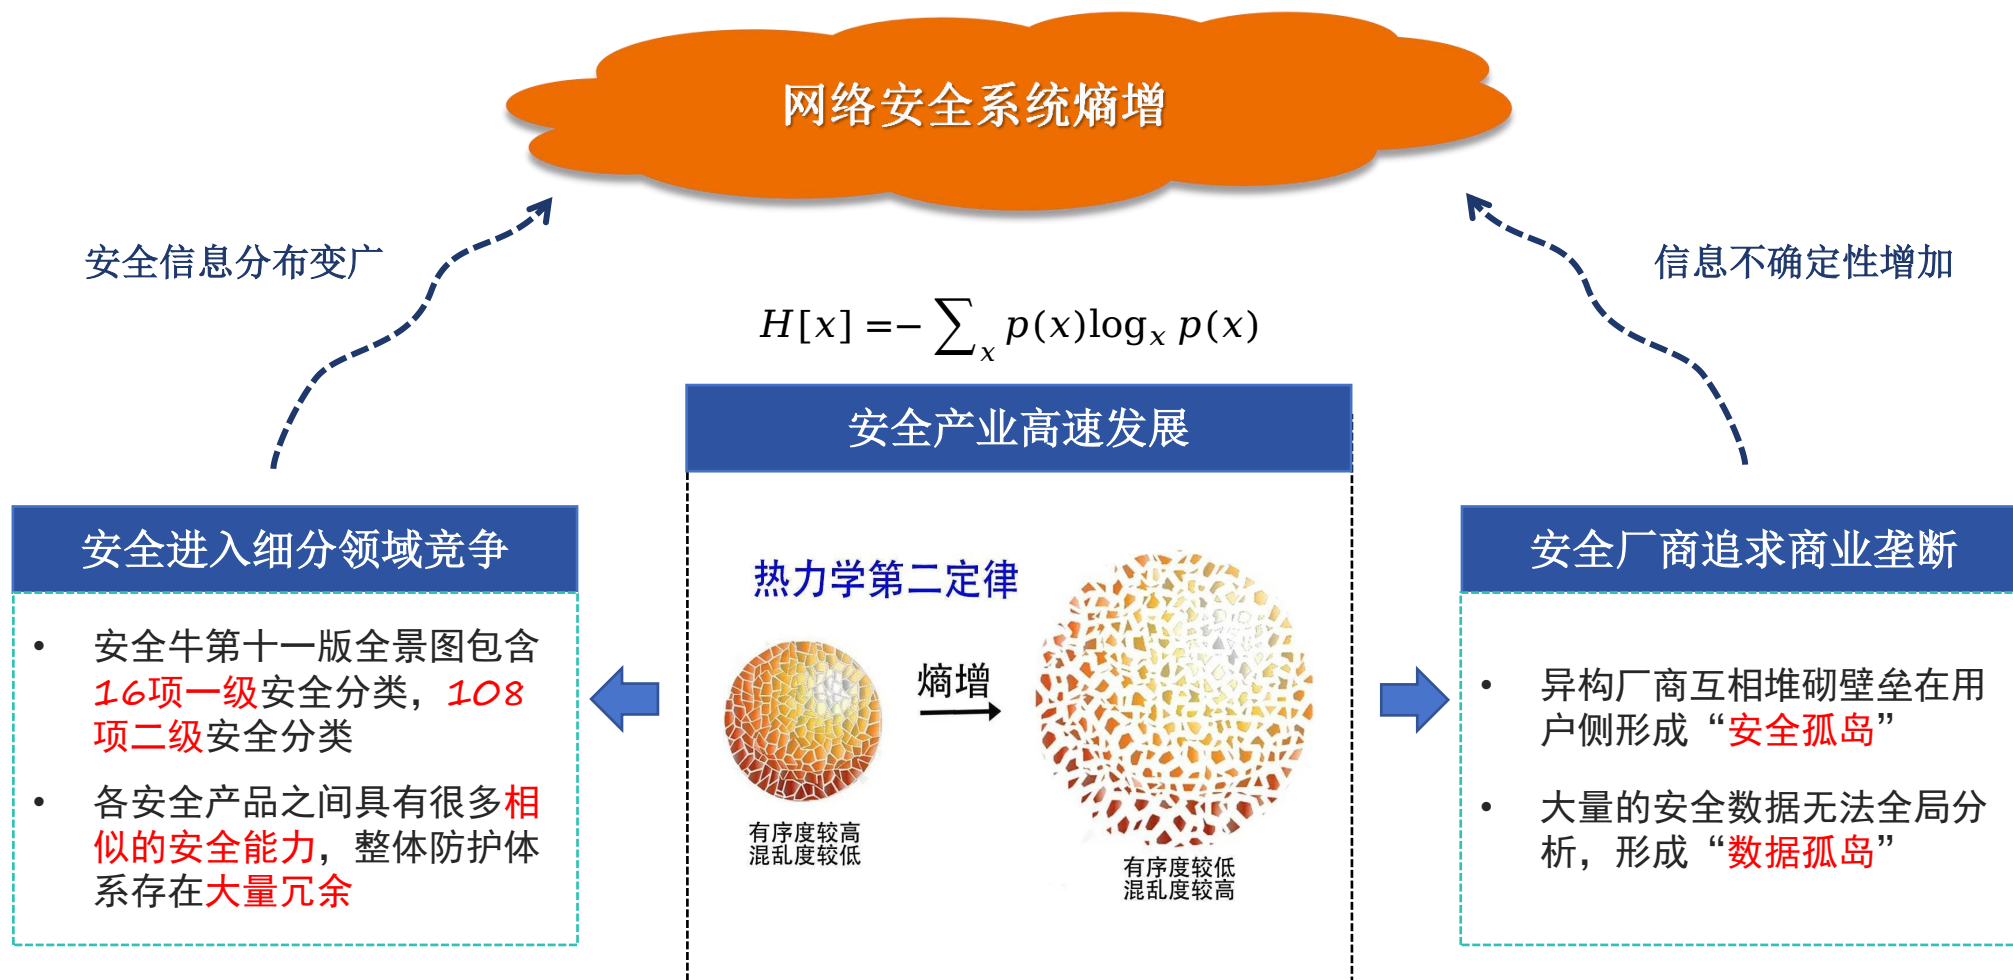 网络安全系统熵增
安全信息分布变广
信息不确定性增加
H[x] =− ∑ₓ p(x)logₓ p(x)
安全产业高速发展
安全进入细分领域竞争
• 安全牛第十一版全景图包含
16项一级安全分类，108
项二级安全分类
• 各安全产品之间具有很多相
似的安全能力，整体防护体
系存在大量冗余
热力学第二定律
熵增
有序度较高
混乱度较低
有序度较低
混乱度较高
安全厂商追求商业垄断
• 异构厂商互相堆砌壁垒在用
户侧形成“安全孤岛”
• 大量的安全数据无法全局分
析，形成“数据孤岛”